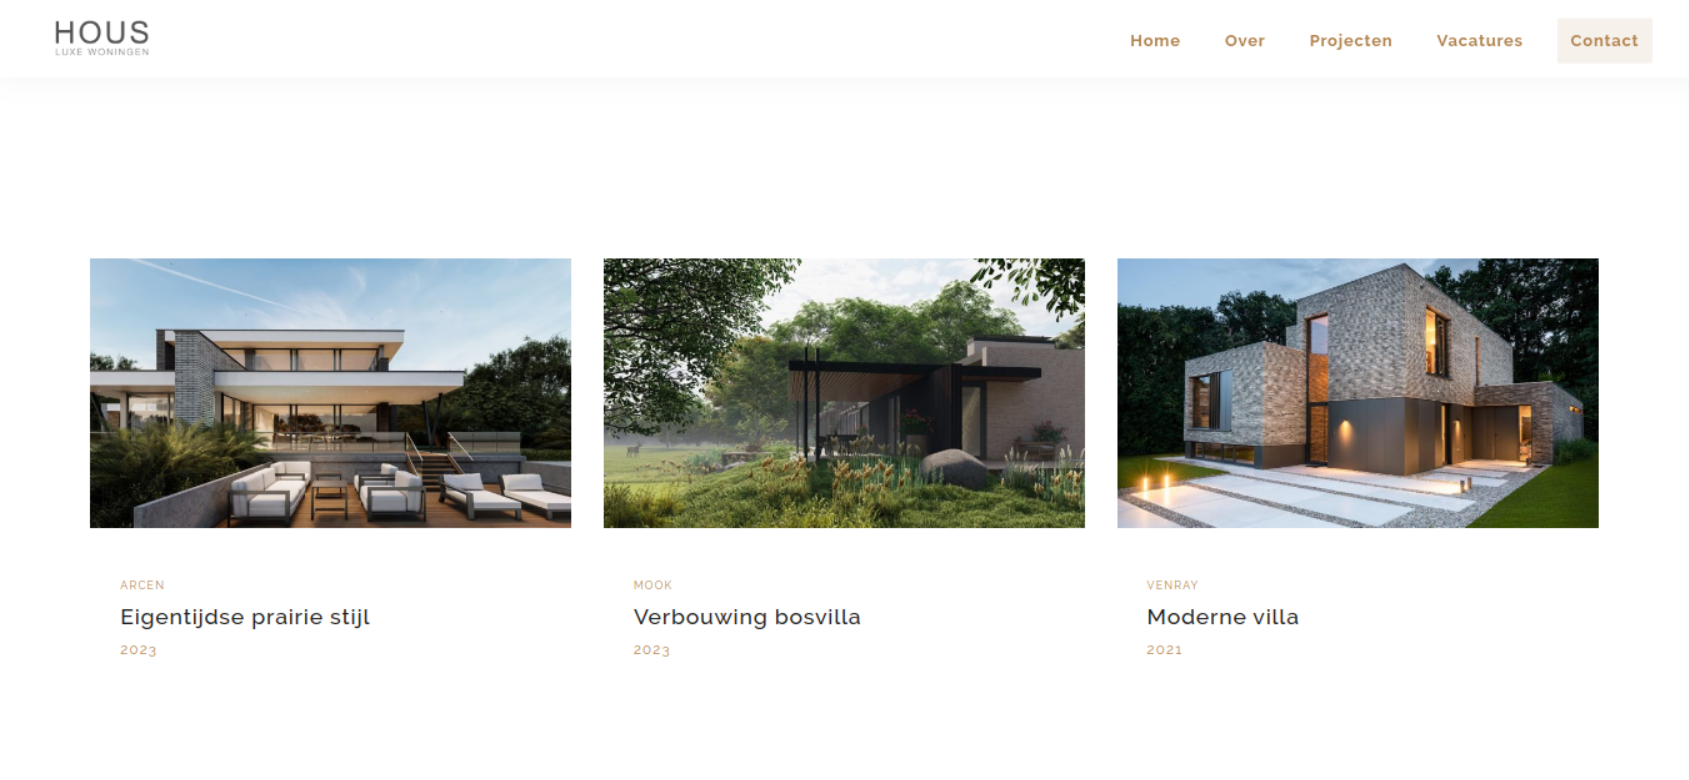 HOUS
LUXE WONINGEN
Home Over Projecten Vacatures Contact
ARCEN
Eigentijdse prairie stijl
2023
MOOK
Verbouwing bosvilla
2023
VENRAY
Moderne villa
2021